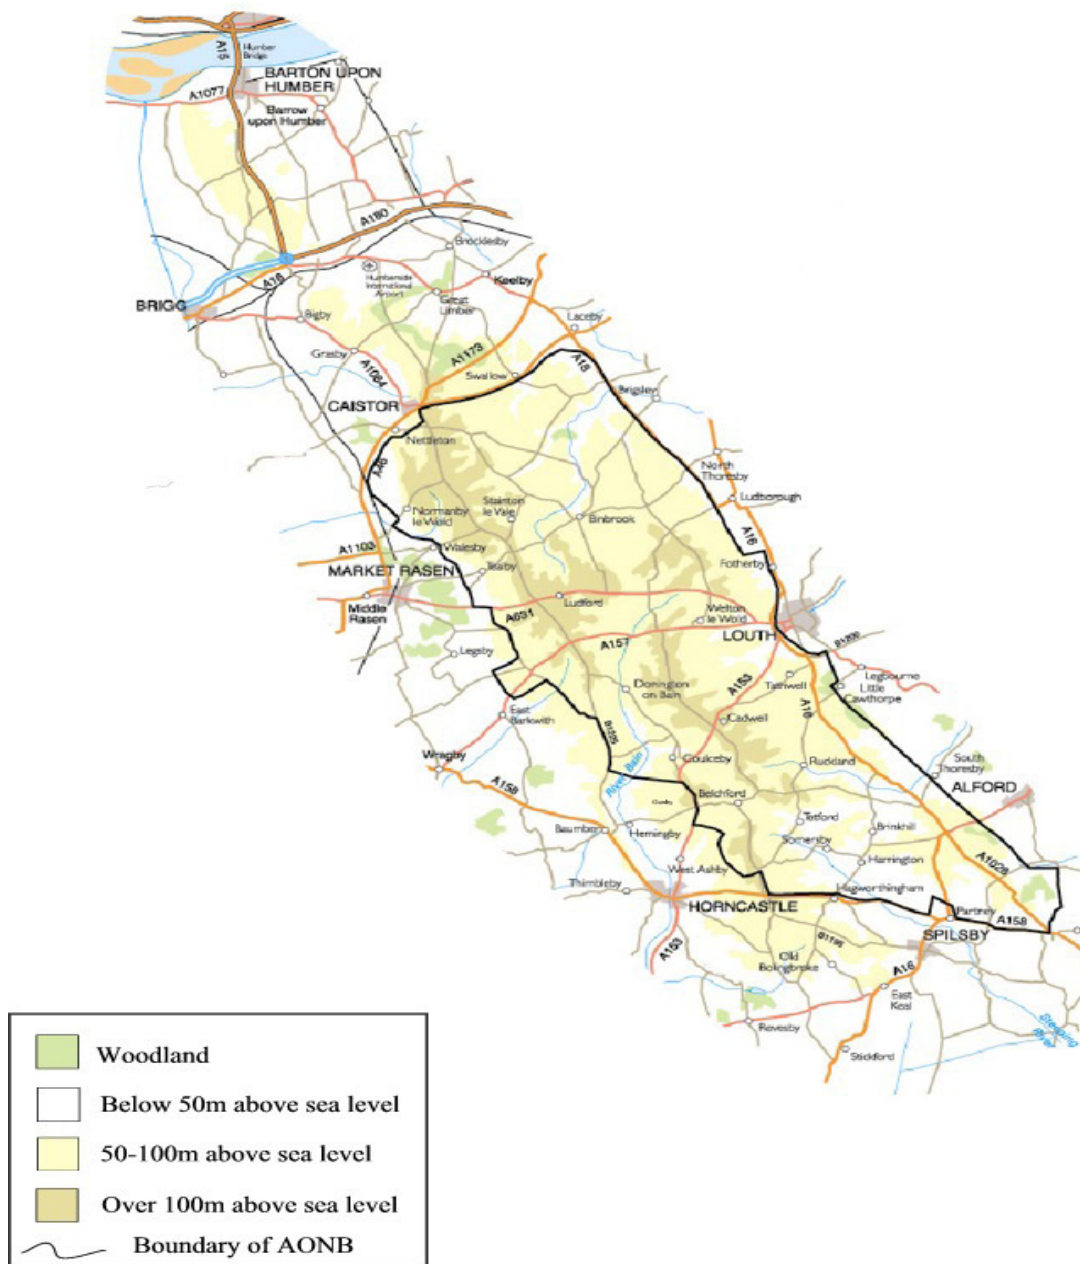 A15
Humber
Bridge
BARTON UPON
HUMBER
A1077
Barrow
upon Humber
A180
Brocklesby
A18
Humberside
International
Airport
Keelby
BRIGG
Great
Limber
Bigby
Laceby
Grasby
A1173
A1084
Swallow
A18
Brigsley
CAISTOR
Nettleton
A46
North
Thoresby
Stainton
le Vale
Ludborough
Normanby
le Wold
Binbrook
A16
A1103
Walesby
Fotherby
MARKET RASEN
Tealby
Middle
Rasen
Ludford
Welton
le Wold
A631
LOUTH
A157
B1200
Legsby
Legbourne
Little
Cawthorpe
Tathwell
Donington
on Bain
A153
East
Barkwith
Cadwell
A16
Wragby
Goulceby
Ruckland
South
Thoresby
River Bain
ALFORD
A158
Belchford
Tetford
Brinkhill
Baumber
Hemingby
Somersby
West Ashby
Harrington
A1028
Thimbleby
Hagworthingham
HORNCASTLE
Partney
A158
SPILSBY
B1195
A153
Old
Bolingbroke
A16
East
Keal
Revesby
Steeping
River
Stickford
Woodland
Below 50m above sea level
50-100m above sea level
Over 100m above sea level
Boundary of AONB